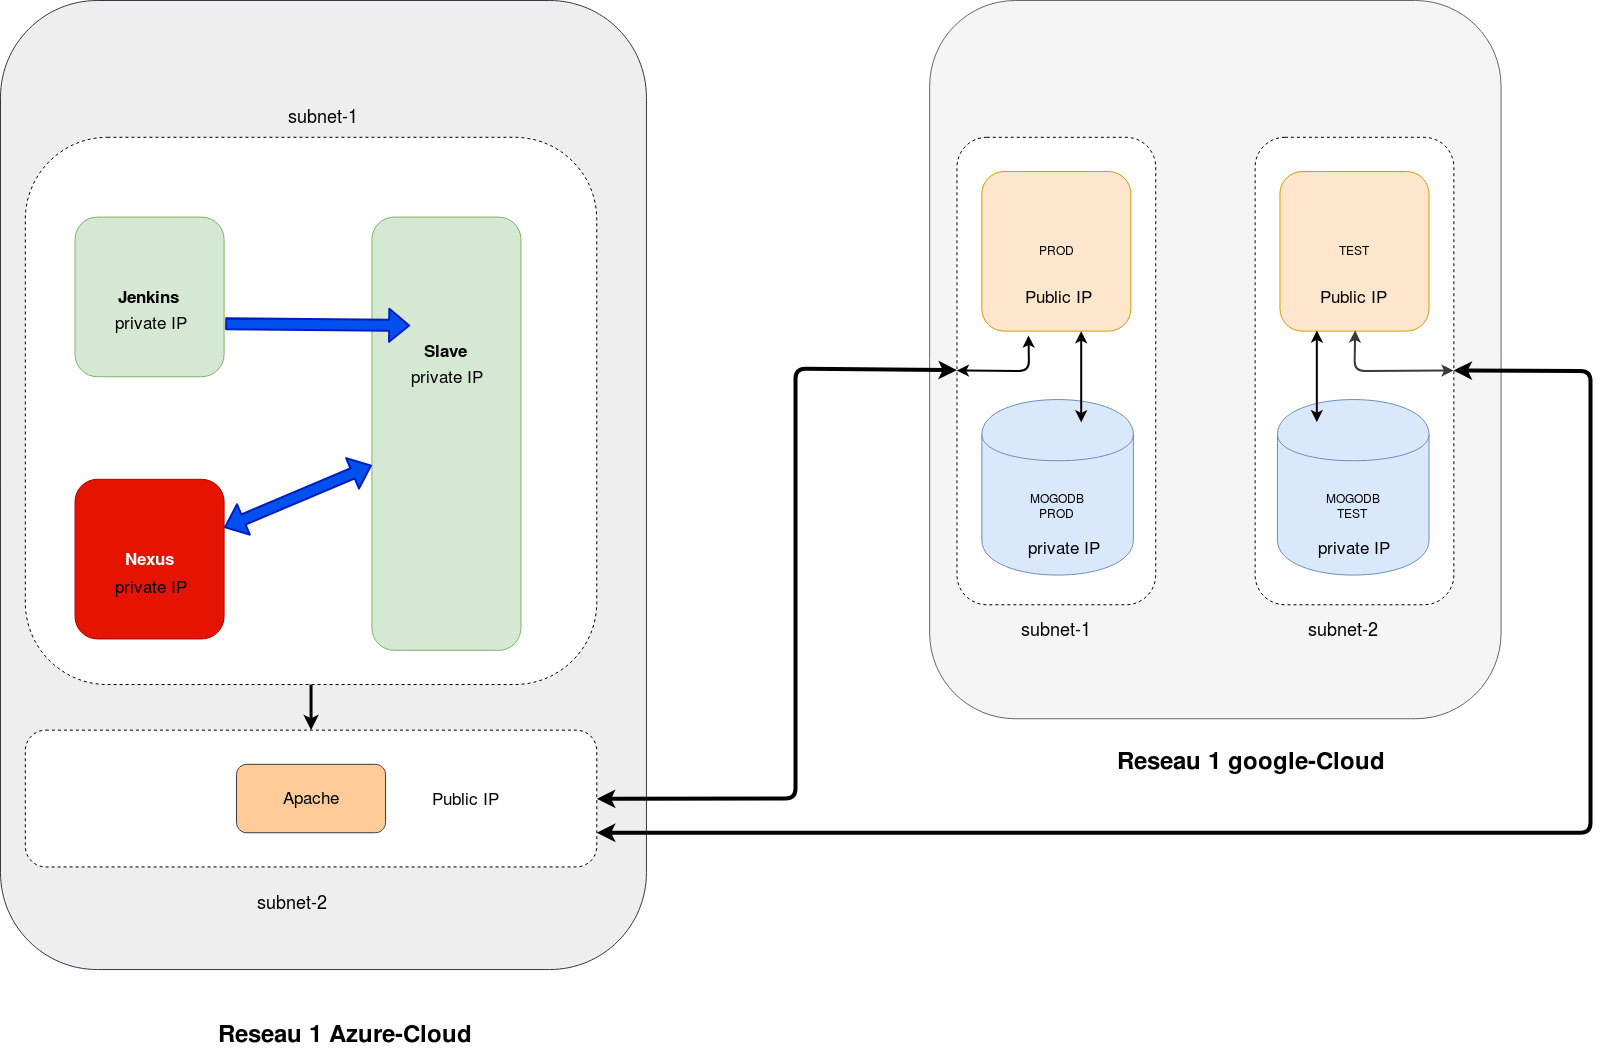 subnet-1
Jenkins
private IP
Slave
private IP
Nexus
private IP
Apache
Public IP
subnet-2
Reseau 1 Azure-Cloud
PROD
Public IP
MOGODB
PROD
private IP
subnet-1
TEST
Public IP
MOGODB
TEST
private IP
subnet-2
Reseau 1 google-Cloud